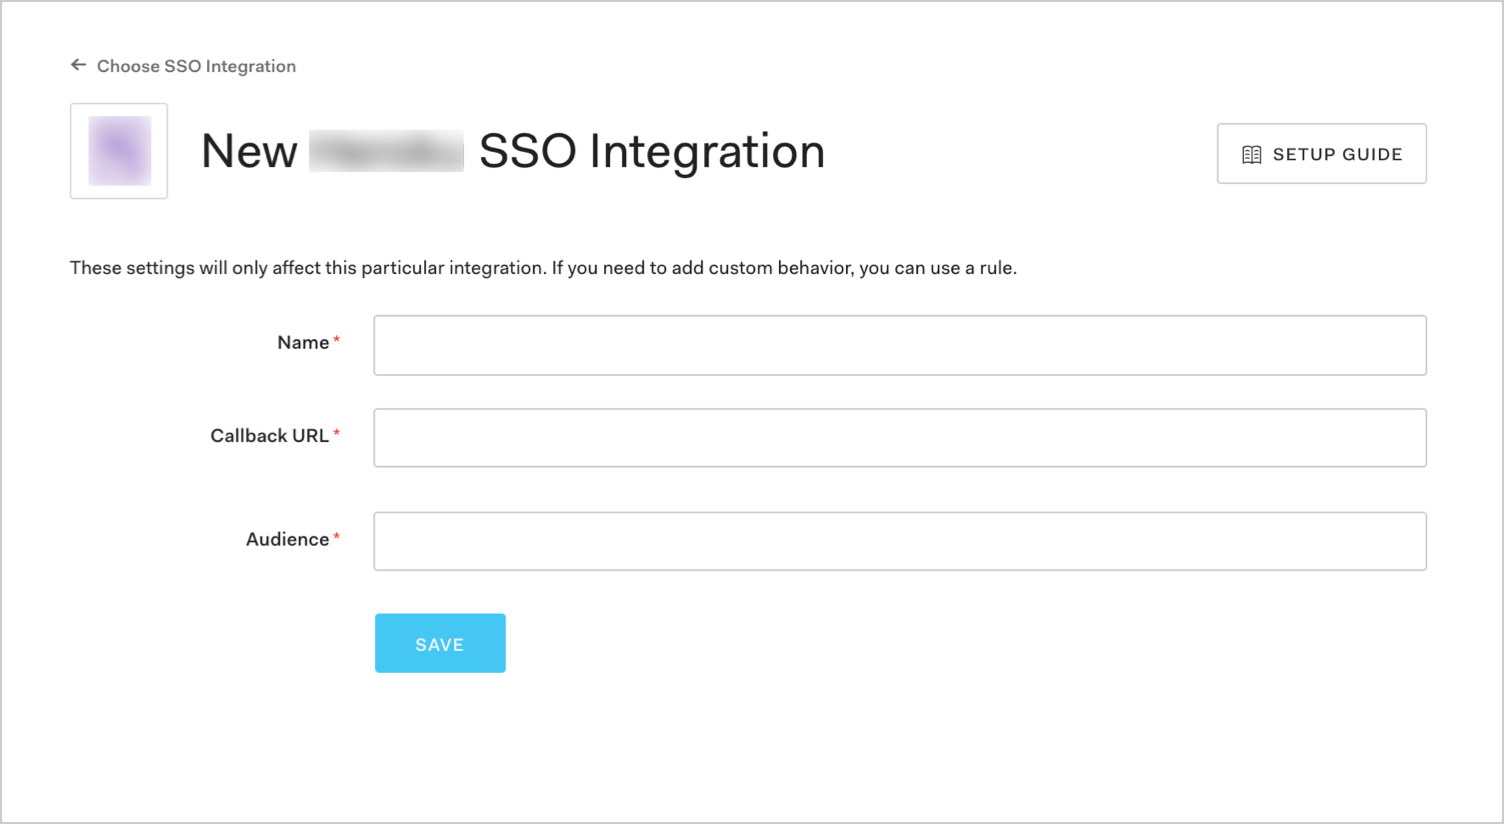 ← Choose SSO Integration
New SSO Integration
SETUP GUIDE
These settings will only affect this particular integration. If you need to add custom behavior, you can use a rule.
Name*
Callback URL*
Audience*
SAVE